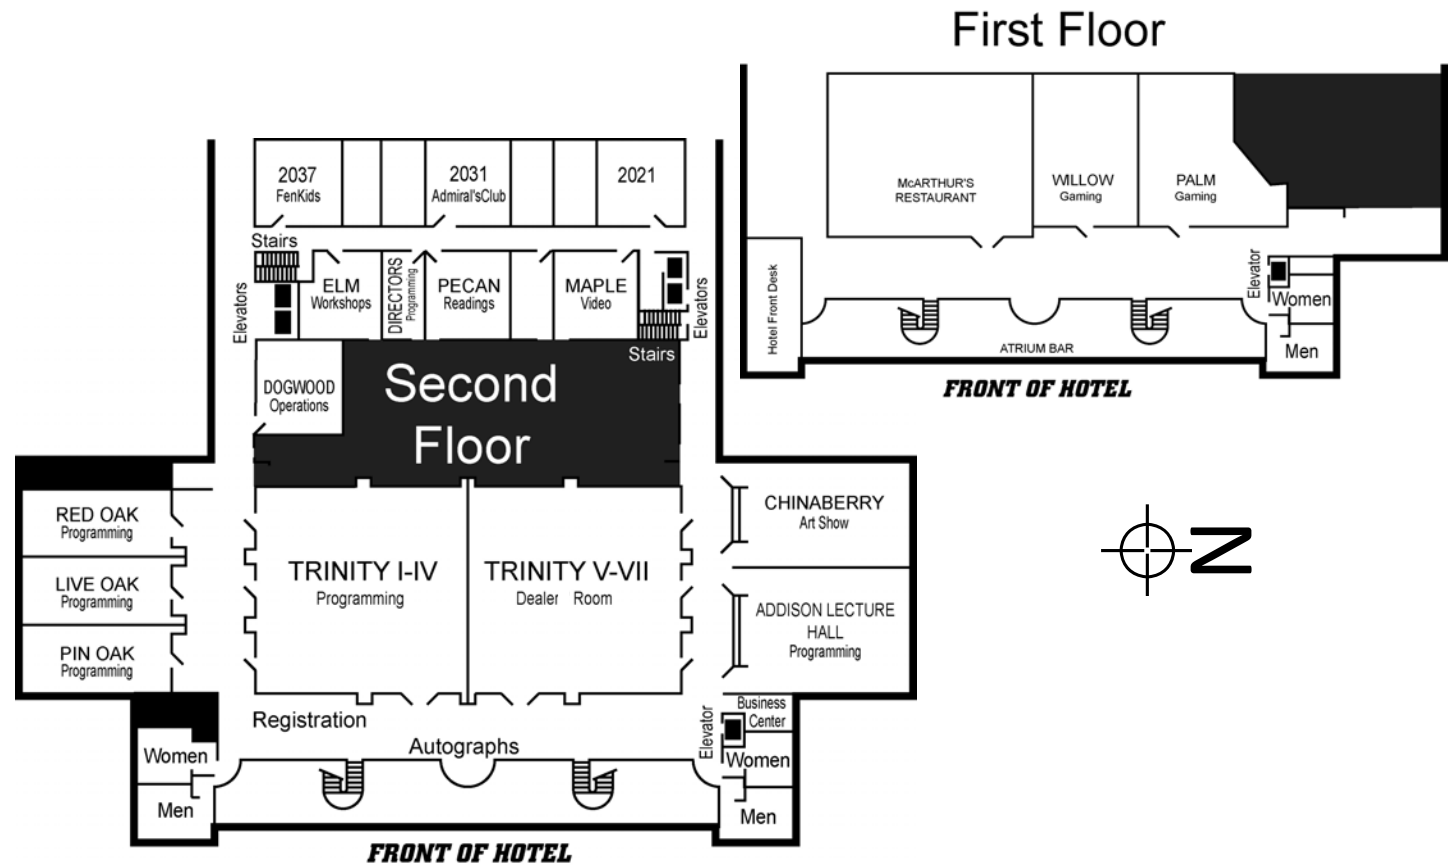 First Floor
McARTHUR'S
RESTAURANT
WILLOW
Gaming
PALM
Gaming
Hotel Front Desk
Elevator
Women
Men
ATRIUM BAR
FRONT OF HOTEL
2037
FenKids
2031
Admiral'sClub
2021
Stairs
Elevators
ELM
Workshops
DIRECTORS
Programming
PECAN
Readings
MAPLE
Video
Elevators
Stairs
DOGWOOD
Operations
Second
Floor
RED OAK
Programming
LIVE OAK
Programming
PIN OAK
Programming
TRINITY I-IV
Programming
TRINITY V-VII
Dealer Room
CHINABERRY
Art Show
ADDISON LECTURE
HALL
Programming
N
Registration
Autographs
Elevator
Business
Center
Women
Men
Women
Men
FRONT OF HOTEL